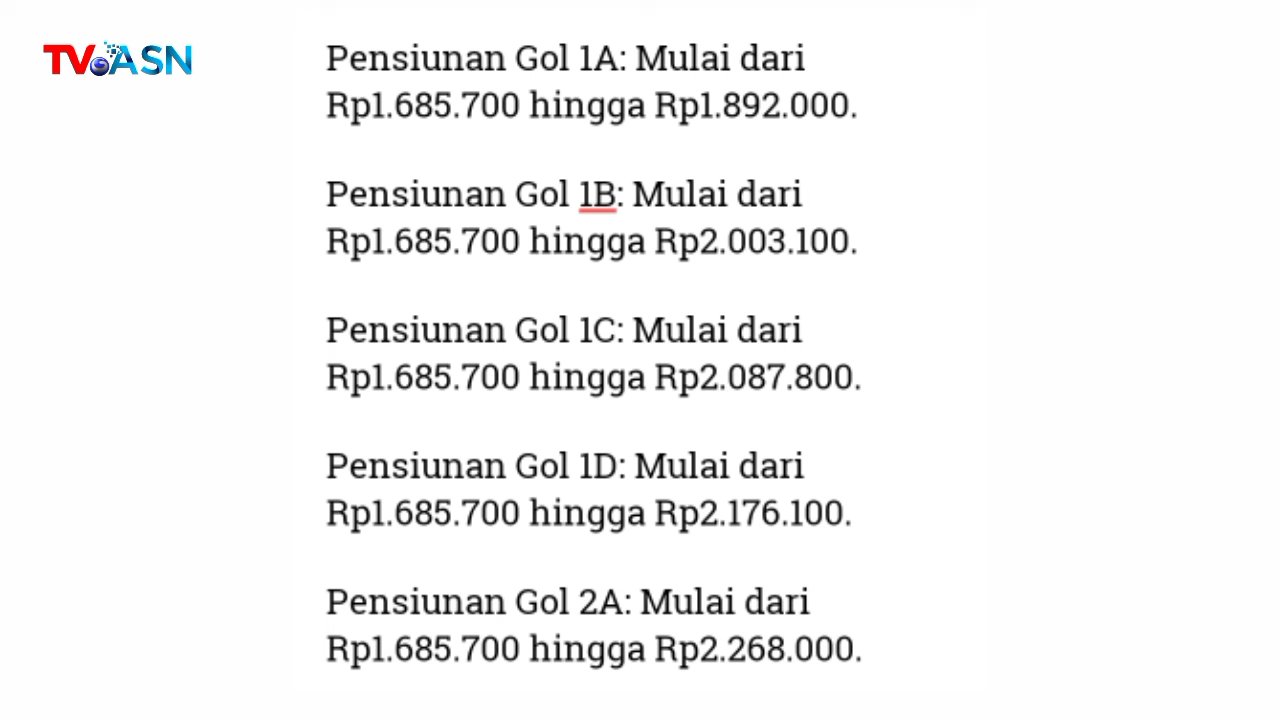 TV ASN
Pensiunan Gol 1A: Mulai dari
Rp1.685.700 hingga Rp1.892.000.
Pensiunan Gol 1B: Mulai dari
Rp1.685.700 hingga Rp2.003.100.
Pensiunan Gol 1C: Mulai dari
Rp1.685.700 hingga Rp2.087.800.
Pensiunan Gol 1D: Mulai dari
Rp1.685.700 hingga Rp2.176.100.
Pensiunan Gol 2A: Mulai dari
Rp1.685.700 hingga Rp2.268.000.